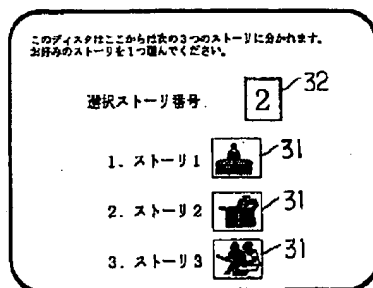 このディスクはここからは次の3つのストーリに分かれます。
お好みのストーリを1つ選んでください。
選択ストーリ番号 2 32
1. ストーリ1 31
2. ストーリ2 31
3. ストーリ3 31